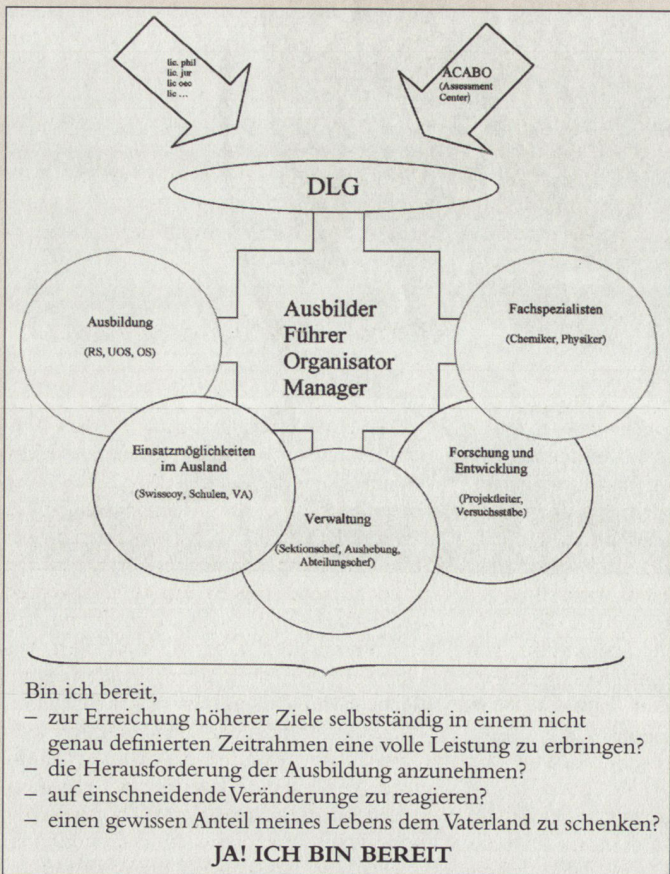 lic. phil
lic. jur
lic oec
lic ...
ACABO
(Assessment
Center)
DLG
Ausbilder
Führer
Organisator
Manager
Ausbildung
(RS, UOS, OS)
Fachspezialisten
(Chemiker, Physiker)
Einsatzmöglichkeiten
im Ausland
(Swisscoy, Schulen, VA)
Forschung und
Entwicklung
(Projektleiter,
Versuchsstäbe)
Verwaltung
(Sektionschef, Aushebung,
Abteilungschef)
Bin ich bereit,
– zur Erreichung höherer Ziele selbstständig in einem nicht
genau definierten Zeitrahmen eine volle Leistung zu erbringen?
– die Herausforderung der Ausbildung anzunehmen?
– auf einschneidende Veränderunge zu reagieren?
– einen gewissen Anteil meines Lebens dem Vaterland zu schenken?
JA! ICH BIN BEREIT